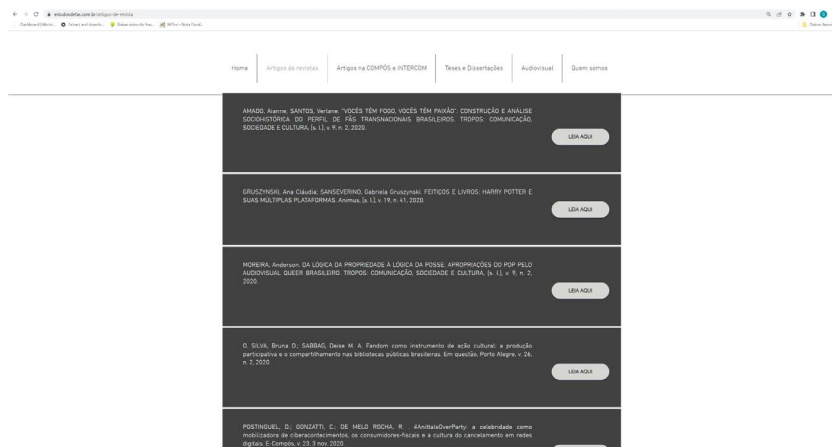 estudosdefas.com.br/artigos-de-revista
Home
Artigos de revistas
Artigos na COMPÓS e INTERCOM
Teses e Dissertações
Audiovisual
Quem somos
AMADO, Aianne; SANTOS, Verlane. "VOCÊS TÊM FOGO, VOCÊS TÊM PAIXÃO": CONSTRUÇÃO E ANÁLISE
SOCIOHISTÓRICA DO PERFIL DE FÃS TRANSNACIONAIS BRASILEIROS. TROPOS: COMUNICAÇÃO,
SOCIEDADE E CULTURA, [s. l.], v. 9, n. 2, 2020.
LEIA AQUI
GRUSZYNSKI, Ana Cláudia; SANSEVERINO, Gabriela Gruszynski. FEITIÇOS E LIVROS: HARRY POTTER E
SUAS MÚLTIPLAS PLATAFORMAS. Animus, [s. l.], v. 19, n. 41, 2020.
LEIA AQUI
MOREIRA, Anderson. DA LÓGICA DA PROPRIEDADE À LÓGICA DA POSSE: APROPRIAÇÕES DO POP PELO
AUDIOVISUAL QUEER BRASILEIRO. TROPOS: COMUNICAÇÃO, SOCIEDADE E CULTURA, [s. l.], v. 9, n. 2,
2020.
LEIA AQUI
O. SILVA, Bruna D.; SABBAG, Deise M. A. Fandom como instrumento de ação cultural: a produção
participativa e o compartilhamento nas bibliotecas públicas brasileiras. Em questão, Porto Alegre, v. 26,
n. 2, 2020.
LEIA AQUI
POSTINGUEL, D.; GONZATTI, C.; DE MELO ROCHA, R. . #AnittaIsOverParty: a celebridade como
mobilizadora de ciberacontecimentos, os consumidores-fiscais e a cultura do cancelamento em redes
digitais. E-Compós, v. 23, 3 nov. 2020.